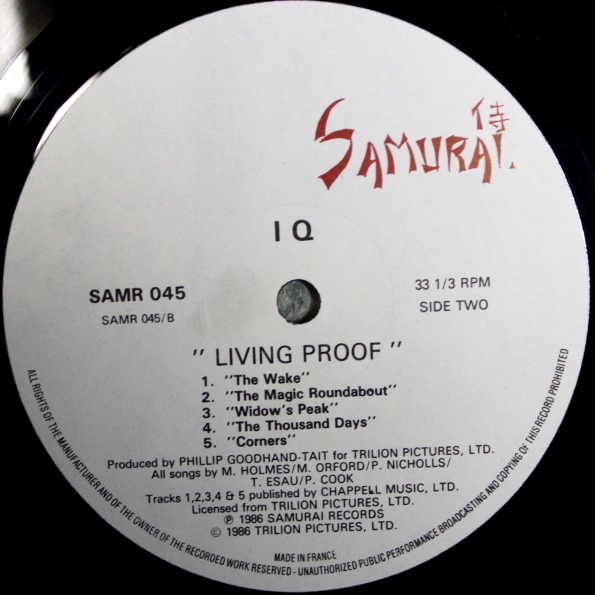 侍
SAMURAI.
IQ
SAMR 045
SAMR 045/B
33 1/3 RPM
SIDE TWO
" LIVING PROOF "
1. "The Wake"
2. "The Magic Roundabout"
3. "Widow's Peak"
4. "The Thousand Days"
5. "Corners"
Produced by PHILLIP GOODHAND-TAIT for TRILION PICTURES, LTD.
All songs by M. HOLMES/M. ORFORD/P. NICHOLLS/
T. ESAU/P. COOK
Tracks 1,2,3,4 & 5 published by CHAPPELL MUSIC, LTD.
Licensed from TRILION PICTURES, LTD.
℗ 1986 SAMURAI RECORDS
© 1986 TRILION PICTURES, LTD.
MADE IN FRANCE
ALL RIGHTS OF THE MANUFACTURER AND OF THE OWNER OF THE RECORDED WORK RESERVED - UNAUTHORIZED PUBLIC PERFORMANCE BROADCASTING AND COPYING OF THIS RECORD PROHIBITED